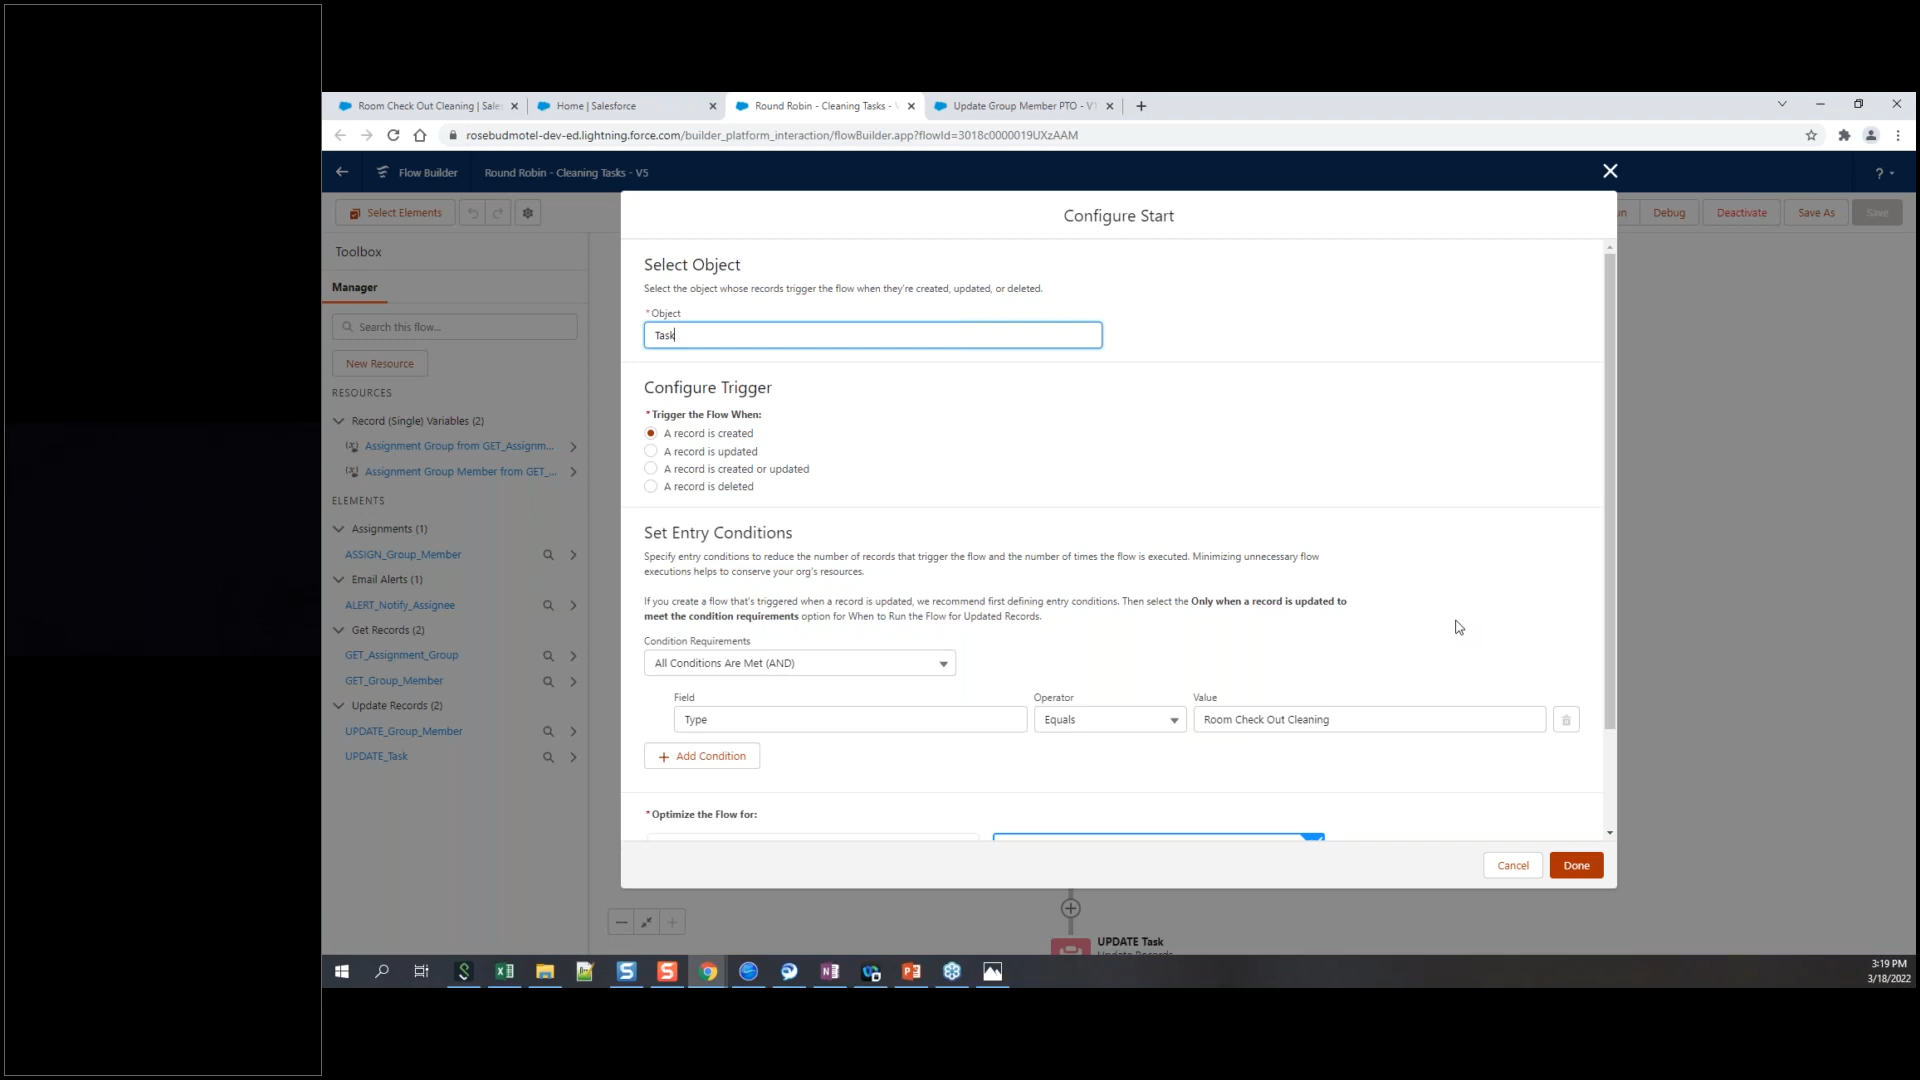 Room Check Out Cleaning | Sale
Home | Salesforce
Round Robin - Cleaning Tasks -
Update Group Member PTO - V1
rosebudmotel-dev-ed.lightning.force.com/builder_platform_interaction/flowBuilder.app?flowId=3018c0000019UXzAAM
Flow Builder
Round Robin - Cleaning Tasks - V5
?
Select Elements
Debug
Deactivate
Save As
Save
Toolbox
Manager
Search this flow...
New Resource
RESOURCES
Record (Single) Variables (2)
Assignment Group from GET_Assignm...
Assignment Group Member from GET_...
ELEMENTS
Assignments (1)
ASSIGN_Group_Member
Email Alerts (1)
ALERT_Notify_Assignee
Get Records (2)
GET_Assignment_Group
GET_Group_Member
Update Records (2)
UPDATE_Group_Member
UPDATE_Task
Configure Start
Select Object
Select the object whose records trigger the flow when they're created, updated, or deleted.
* Object
Task
Configure Trigger
* Trigger the Flow When:
A record is created
A record is updated
A record is created or updated
A record is deleted
Set Entry Conditions
Specify entry conditions to reduce the number of records that trigger the flow and the number of times the flow is executed. Minimizing unnecessary flow
executions helps to conserve your org's resources.
If you create a flow that's triggered when a record is updated, we recommend first defining entry conditions. Then select the Only when a record is updated to
meet the condition requirements option for When to Run the Flow for Updated Records.
Condition Requirements
All Conditions Are Met (AND)
Field Operator Value
Type Equals Room Check Out Cleaning
+ Add Condition
* Optimize the Flow for:
Cancel
Done
UPDATE Task
Update Records
3:19 PM
3/18/2022